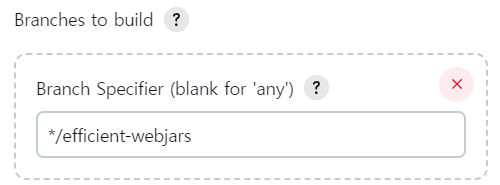 Branches to build ?
Branch Specifier (blank for 'any') ?
*/efficient-webjars